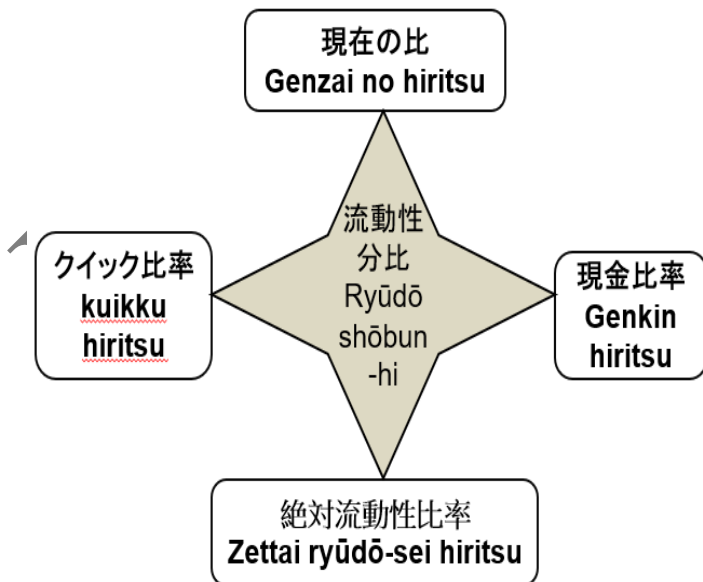 現在の比
Genzai no hiritsu
流動性
分比
Ryūdō
shōbun
-hi
クイック比率
kuikku
hiritsu
現金比率
Genkin
hiritsu
絶対流動性比率
Zettai ryūdō-sei hiritsu